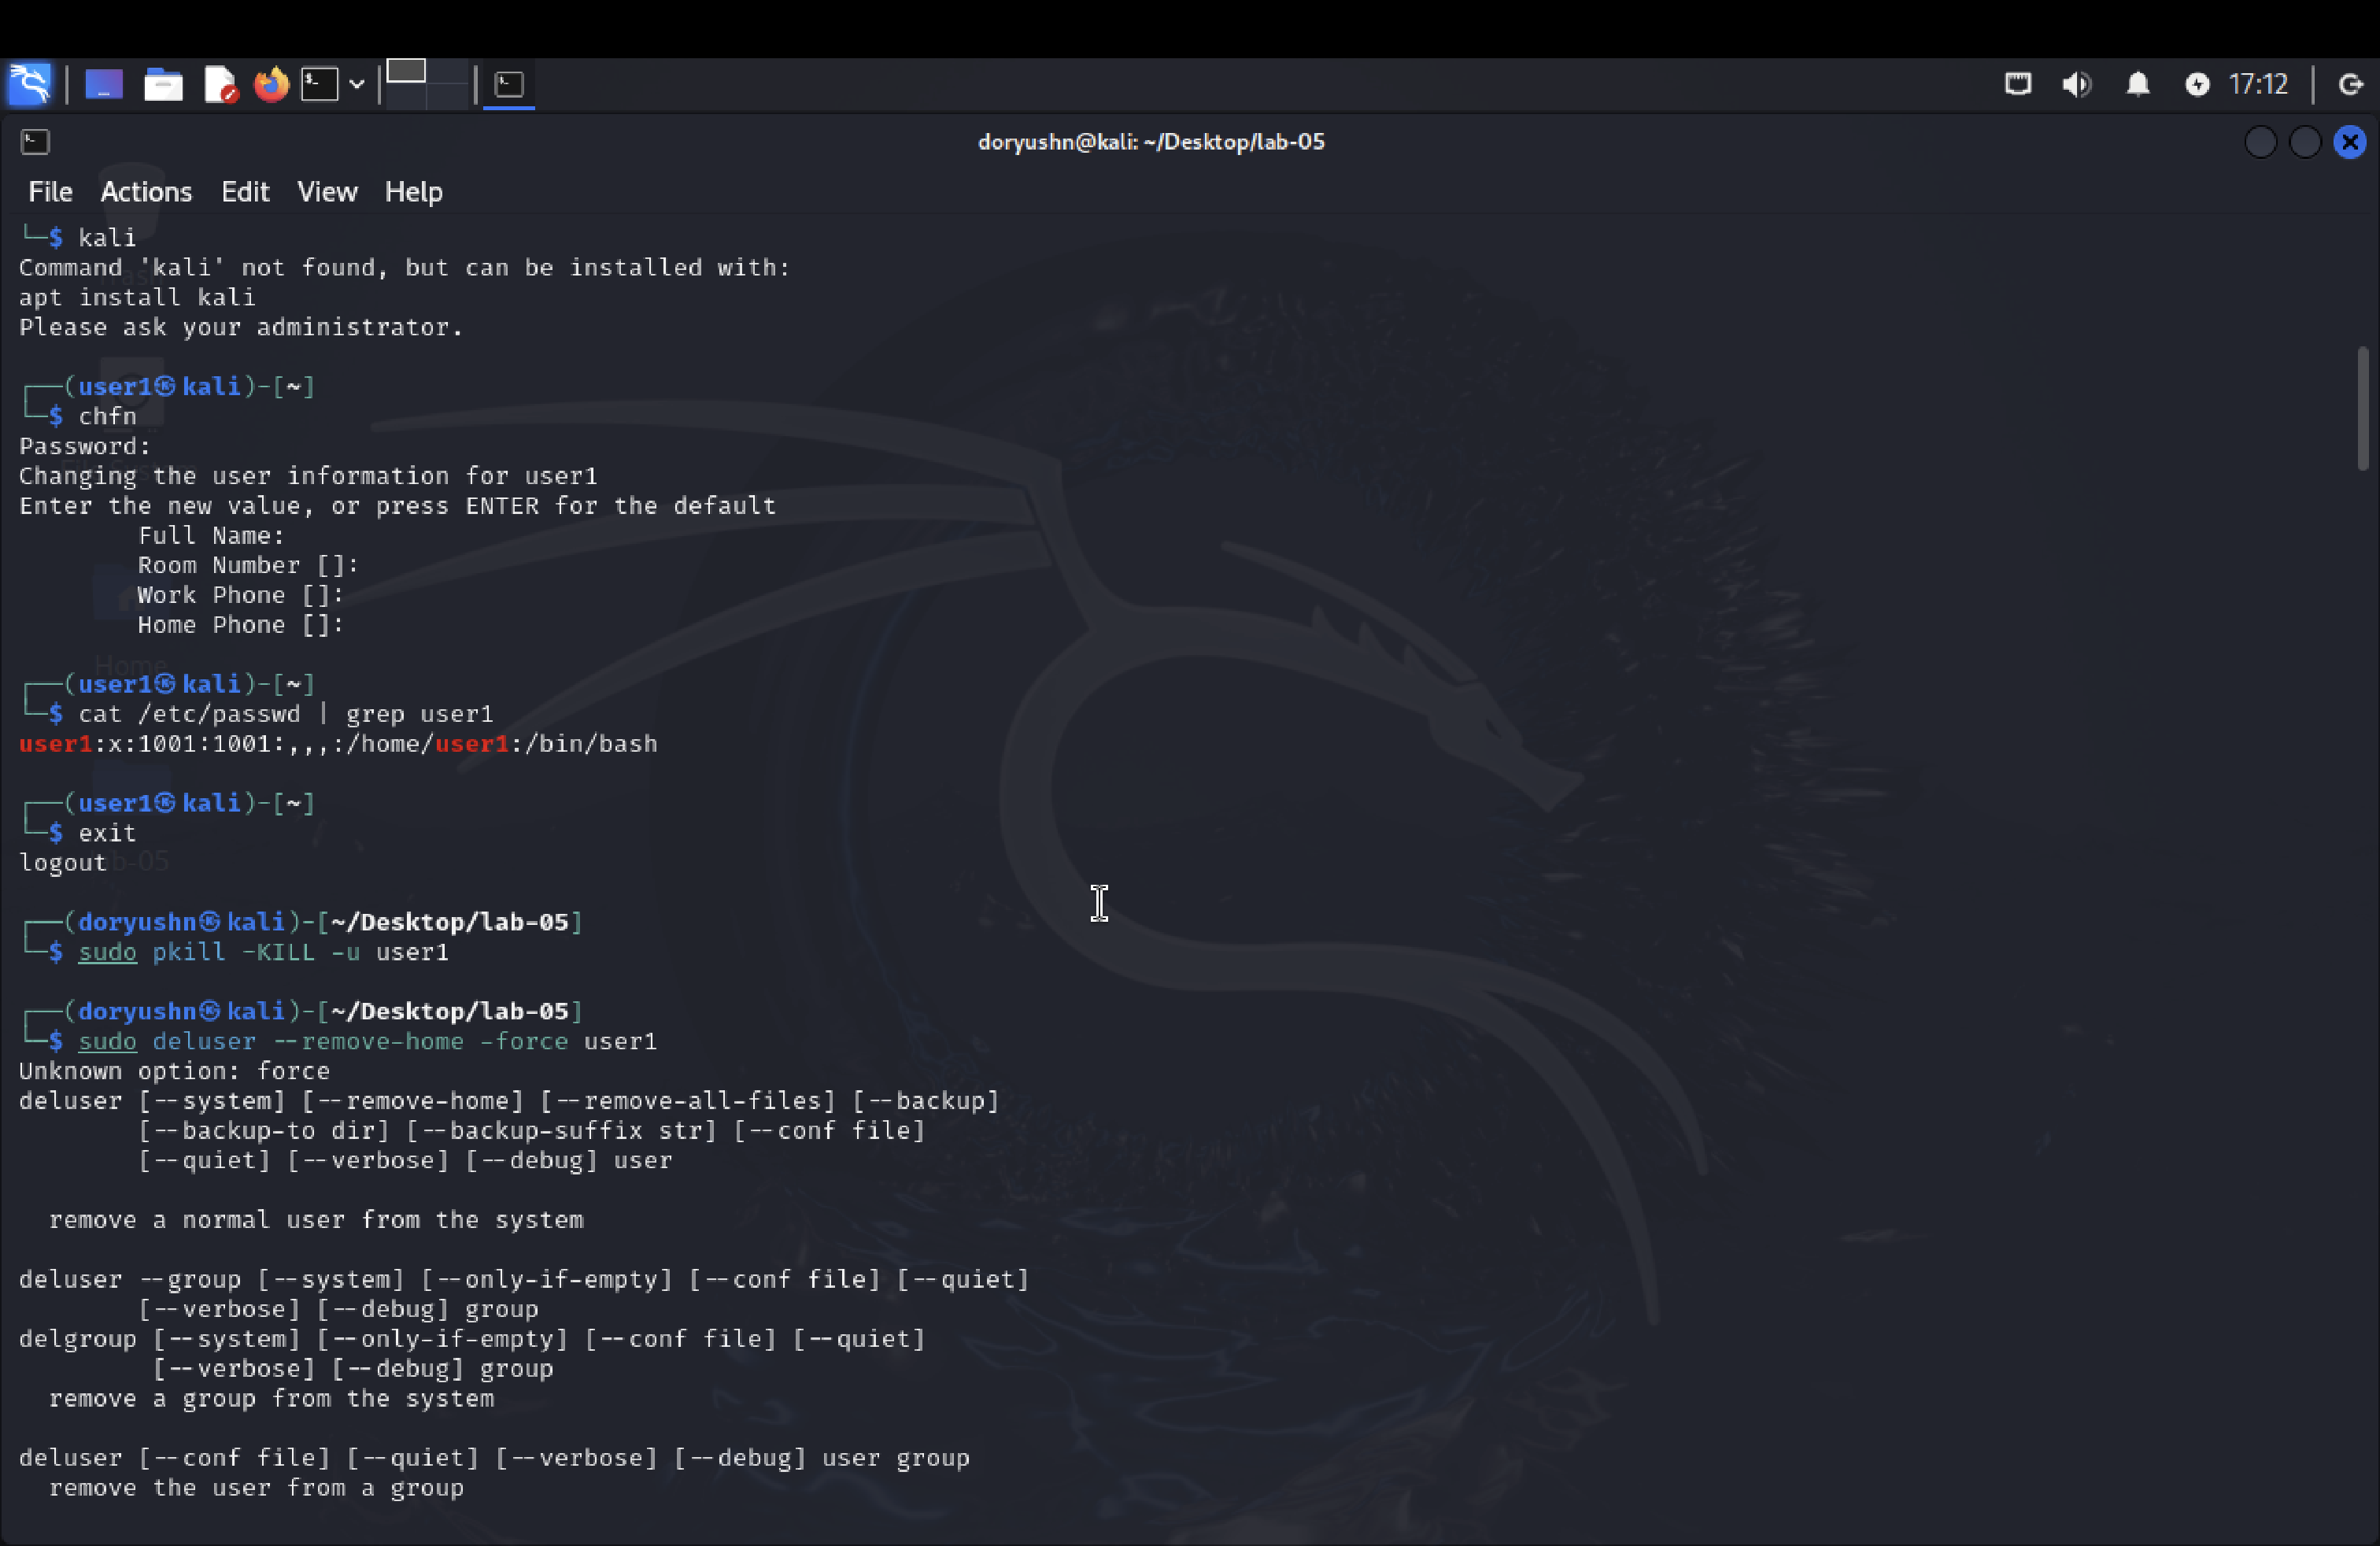 17:12
doryushn@kali: ~/Desktop/lab-05
File Actions Edit View Help
└─$ kali
Command 'kali' not found, but can be installed with:
apt install kali
Please ask your administrator.
┌──(user1㉿kali)-[~]
└─$ chfn
Password:
Changing the user information for user1
Enter the new value, or press ENTER for the default
Full Name:
Room Number []:
Work Phone []:
Home Phone []:
┌──(user1㉿kali)-[~]
└─$ cat /etc/passwd | grep user1
user1:x:1001:1001:,,,:/home/user1:/bin/bash
┌──(user1㉿kali)-[~]
└─$ exit
logout
┌──(doryushn㉿kali)-[~/Desktop/lab-05]
└─$ sudo pkill -KILL -u user1
┌──(doryushn㉿kali)-[~/Desktop/lab-05]
└─$ sudo deluser --remove-home -force user1
Unknown option: force
deluser [--system] [--remove-home] [--remove-all-files] [--backup]
[--backup-to dir] [--backup-suffix str] [--conf file]
[--quiet] [--verbose] [--debug] user
remove a normal user from the system
deluser --group [--system] [--only-if-empty] [--conf file] [--quiet]
[--verbose] [--debug] group
delgroup [--system] [--only-if-empty] [--conf file] [--quiet]
[--verbose] [--debug] group
remove a group from the system
deluser [--conf file] [--quiet] [--verbose] [--debug] user group
remove the user from a group
Home